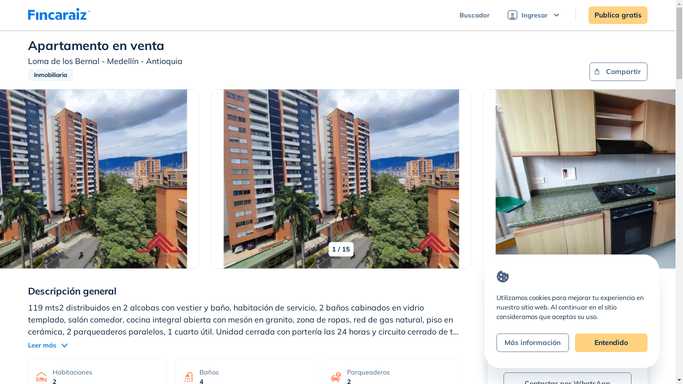 Fincaraiz
Buscador
Ingresar
Publica gratis
Apartamento en venta
Loma de los Bernal - Medellín - Antioquia
Inmobiliaria
Compartir
1 / 15
Descripción general
119 mts2 distribuidos en 2 alcobas con vestier y baño, habitación de servicio, 2 baños cabinados en vidrio
templado, salón comedor, cocina integral abierta con mesón en granito, zona de ropas, red de gas natural, piso en
cerámica, 2 parqueaderos paralelos, 1 cuarto útil. Unidad cerrada con portería las 24 horas y circuito cerrado de t...
Leer más
Habitaciones
2
Baños
4
Parqueaderos
2
Utilizamos cookies para mejorar tu experiencia en
nuestro sitio web. Al continuar en el sitio
consideramos que aceptas su uso.
Más información
Entendido
Contactar por WhatsApp